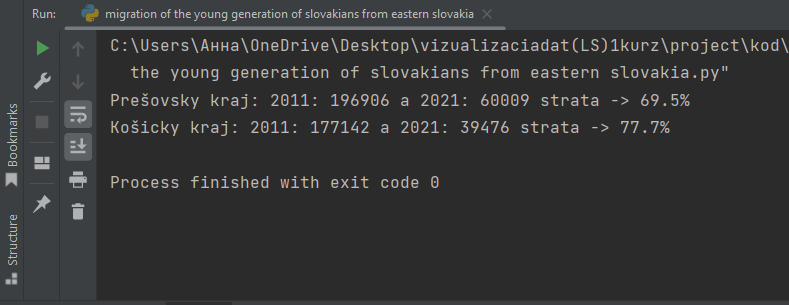 Run: migration of the young generation of slovakians from eastern slovakia
C:\Users\Анна\OneDrive\Desktop\vizualizaciadat(LS)1kurz\project\kod\
the young generation of slovakians from eastern slovakia.py"
Prešovsky kraj: 2011: 196906 a 2021: 60009 strata -> 69.5%
Košicky kraj: 2011: 177142 a 2021: 39476 strata -> 77.7%
Process finished with exit code 0
Bookmarks
Structure